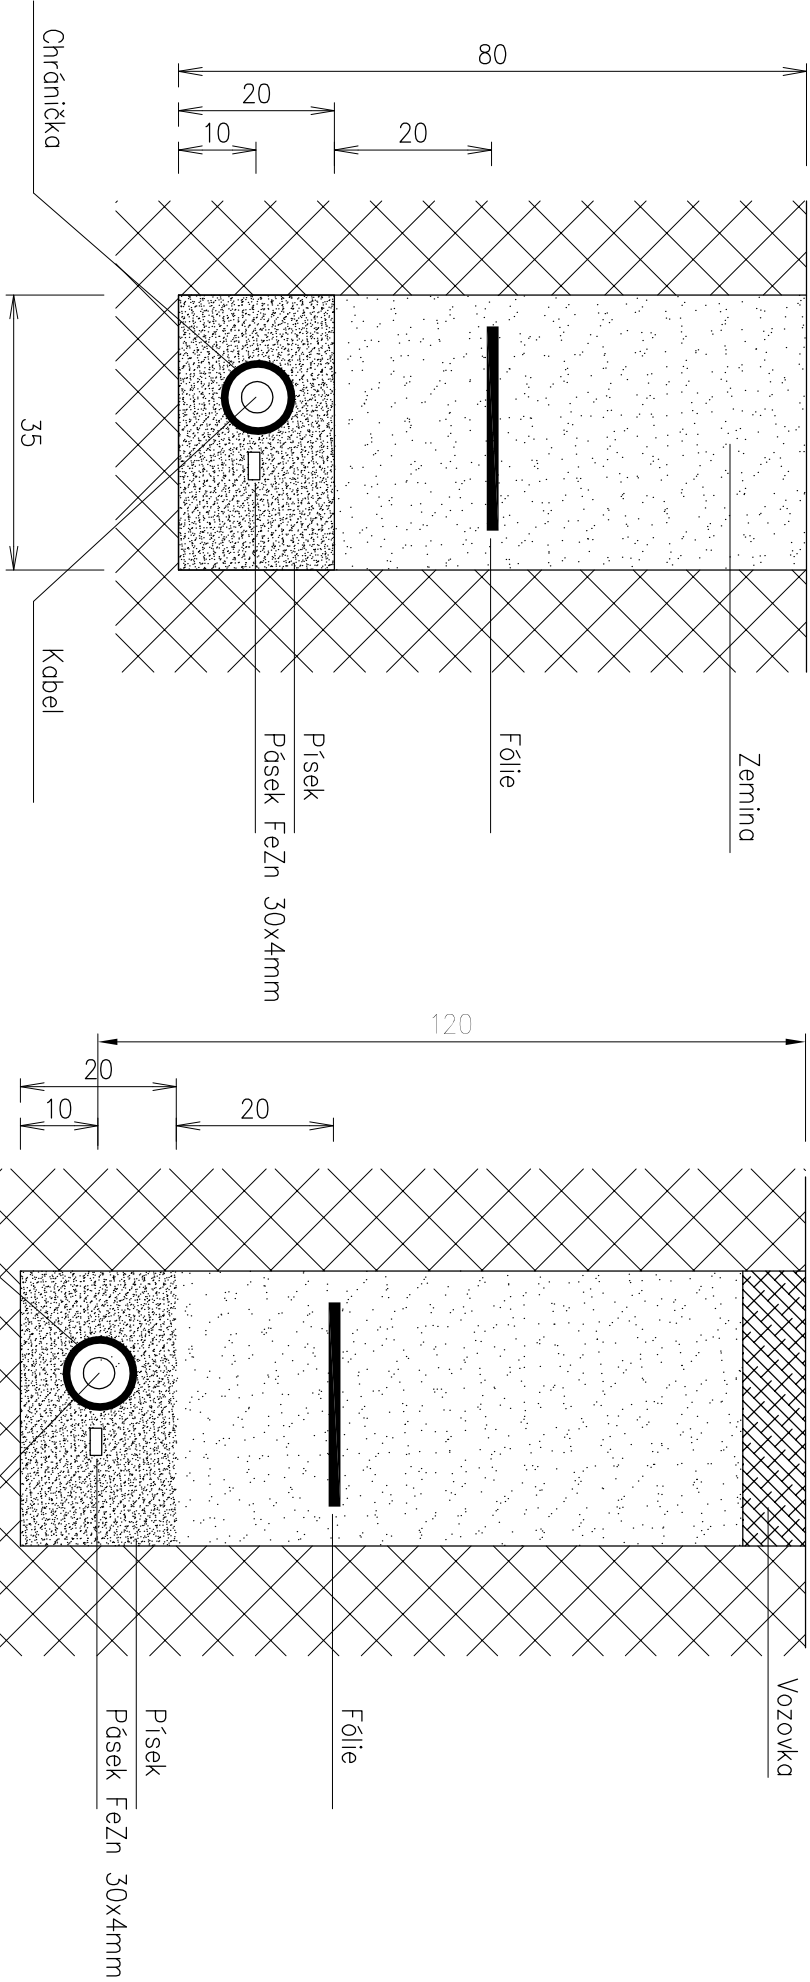 80
20
10
20
Chránička
35
Kabel
Zemina
Fólie
Písek
Pásek FeZn 30x4mm
120
20
10
20
Vozovka
Fólie
Písek
Pásek FeZn 30x4mm